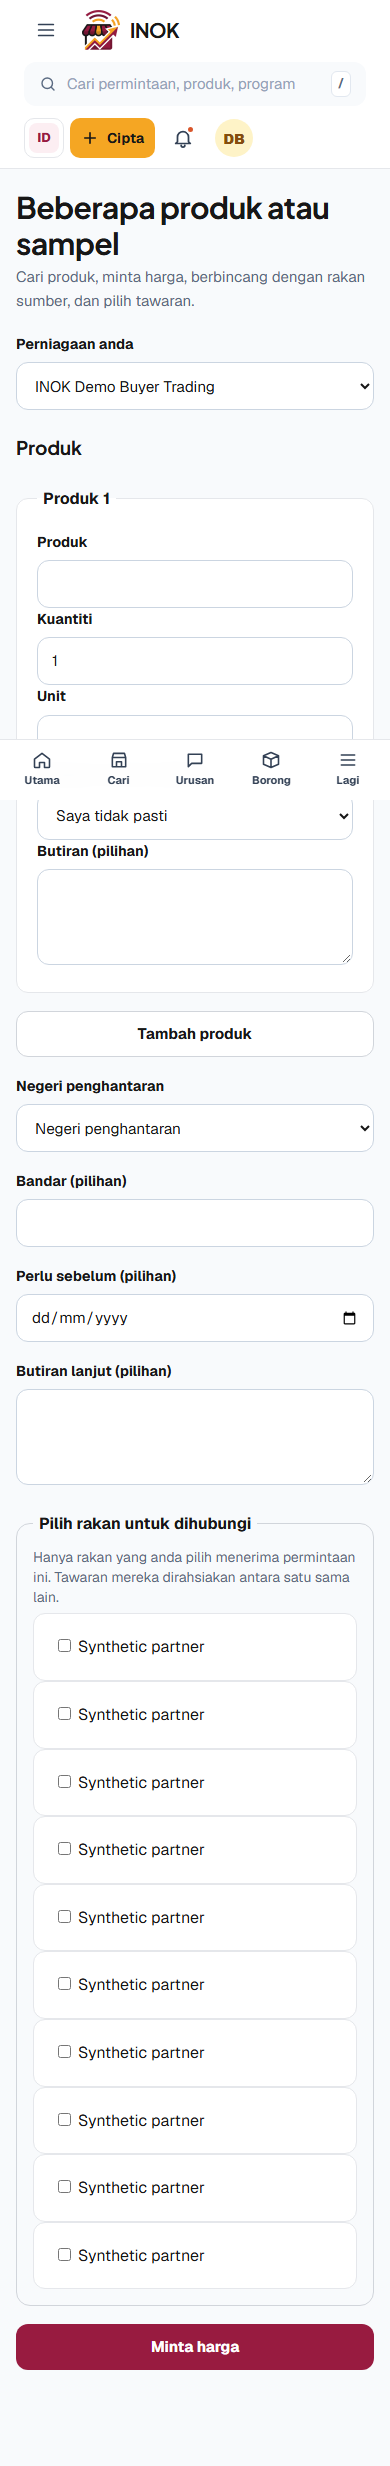 INOK
Cari permintaan, produk, program
/
ID
Cipta
DB
Beberapa produk atau
sampel
Cari produk, minta harga, berbincang dengan rakan
sumber, dan pilih tawaran.
Perniagaan anda
INOK Demo Buyer Trading
Produk
Produk 1
Produk
Kuantiti
1
Unit
Utama
Cari
Urusan
Borong
Lagi
Saya tidak pasti
Butiran (pilihan)
Tambah produk
Negeri penghantaran
Negeri penghantaran
Bandar (pilihan)
Perlu sebelum (pilihan)
dd/mm/yyyy
Butiran lanjut (pilihan)
Pilih rakan untuk dihubungi
Hanya rakan yang anda pilih menerima permintaan
ini. Tawaran mereka dirahsiakan antara satu sama
lain.
Synthetic partner
Synthetic partner
Synthetic partner
Synthetic partner
Synthetic partner
Synthetic partner
Synthetic partner
Synthetic partner
Synthetic partner
Synthetic partner
Minta harga